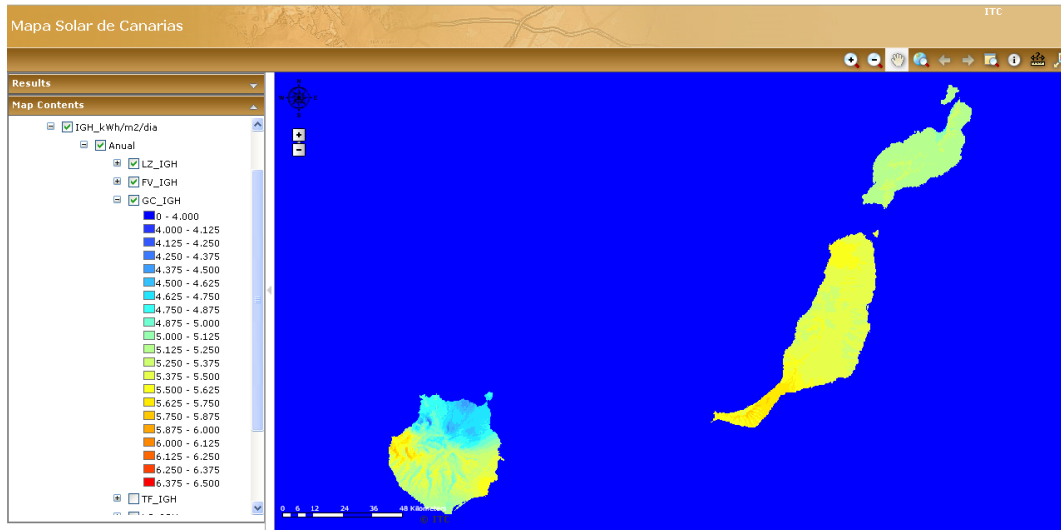 ITC
Mapa Solar de Canarias
Results
Map Contents
IGH_kWh/m2/dia
Anual
LZ_IGH
FV_IGH
GC_IGH
0 - 4.000
4.000 - 4.125
4.125 - 4.250
4.250 - 4.375
4.375 - 4.500
4.500 - 4.625
4.625 - 4.750
4.750 - 4.875
4.875 - 5.000
5.000 - 5.125
5.125 - 5.250
5.250 - 5.375
5.375 - 5.500
5.500 - 5.625
5.625 - 5.750
5.750 - 5.875
5.875 - 6.000
6.000 - 6.125
6.125 - 6.250
6.250 - 6.375
6.375 - 6.500
TF_IGH
0 6 12 24 36 48 Kilometers
© ITC